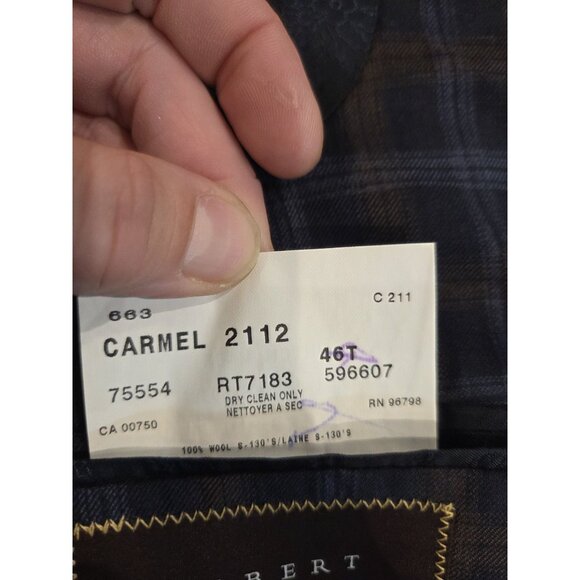 663 C 211
CARMEL 2112
46T
75554 RT7183 596607
DRY CLEAN ONLY
NETTOYER A SEC
CA 00750 RN 96798
100% WOOL S-130'S/LAINE S-130'S
BERT